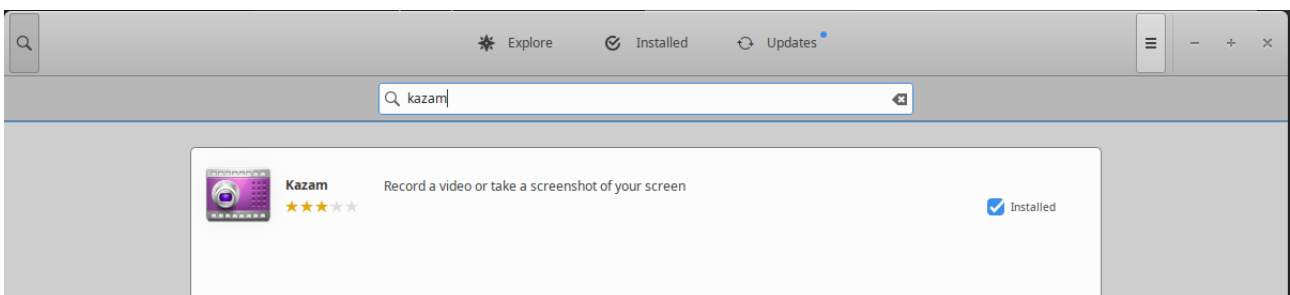 Explore Installed Updates
kazam
Kazam Record a video or take a screenshot of your screen
Installed